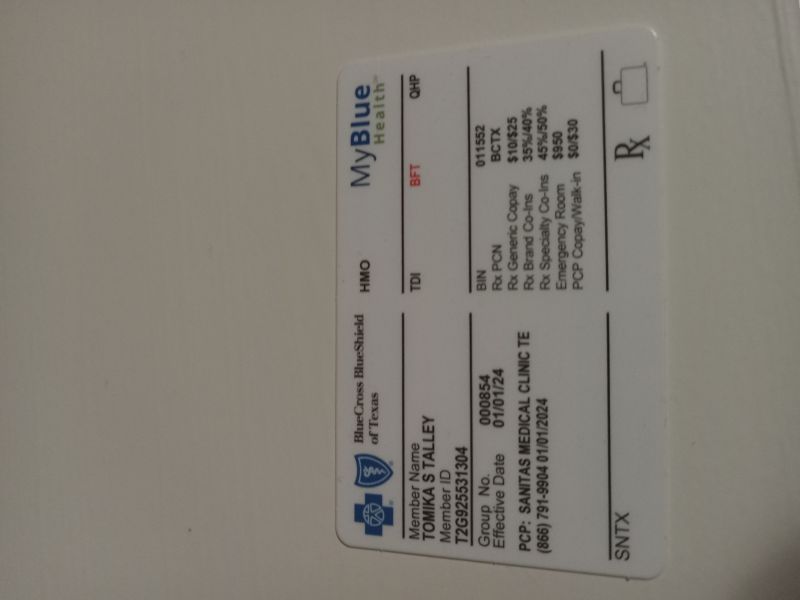 BlueCross BlueShield
of Texas
HMO
MyBlue
Health℠
Member Name
TOMIKA S TALLEY
Member ID
T2G925531304
TDI BFT QHP
Group No. 000854
Effective Date 01/01/24
PCP: SANITAS MEDICAL CLINIC TE
(866) 791-9904 01/01/2024
BIN 011552
Rx PCN BCTX
Rx Generic Copay $10/$25
Rx Brand Co-Ins 35%/40%
Rx Specialty Co-Ins 45%/50%
Emergency Room $950
PCP Copay/Walk-in $0/$30
SNTX
Rx